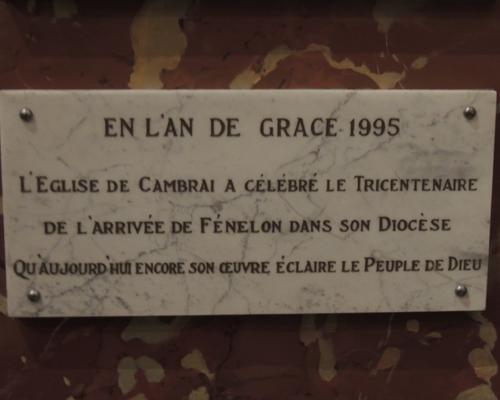 EN L'AN DE GRACE 1995
L'EGLISE DE CAMBRAI A CÉLÉBRÉ LE TRICENTENAIRE
DE L'ARRIVÉE DE FÉNELON DANS SON DIOCÈSE
QU'AUJOURD'HUI ENCORE SON ŒUVRE ÉCLAIRE LE PEUPLE DE DIEU